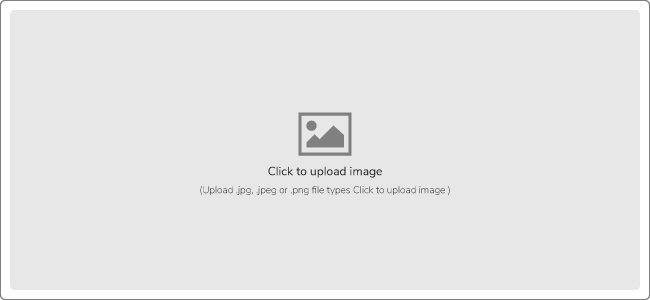 Click to upload image
(Upload .jpg, .jpeg or .png file types Click to upload image )